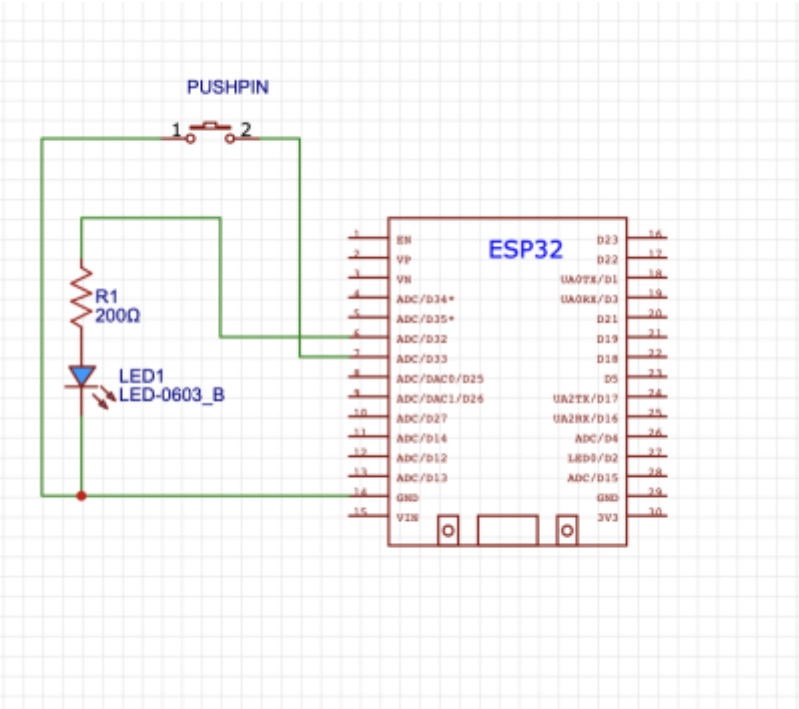 PUSHPIN
1 2
R1
200Ω
LED1
LED-0603_B
ESP32
1 EN
2 VP
3 VN
4 ADC/D34*
5 ADC/D35*
6 ADC/D32
7 ADC/D33
8 ADC/DAC0/D25
9 ADC/DAC1/D26
10 ADC/D27
11 ADC/D14
12 ADC/D12
13 ADC/D13
14 GND
15 VIN
D23 16
D22 17
UA0TX/D1 18
UA0RX/D3 19
D21 20
D19 21
D18 22
D5 23
UA2TX/D17 24
UA2RX/D16 25
ADC/D4 26
LED0/D2 27
ADC/D15 28
GND 29
3V3 30